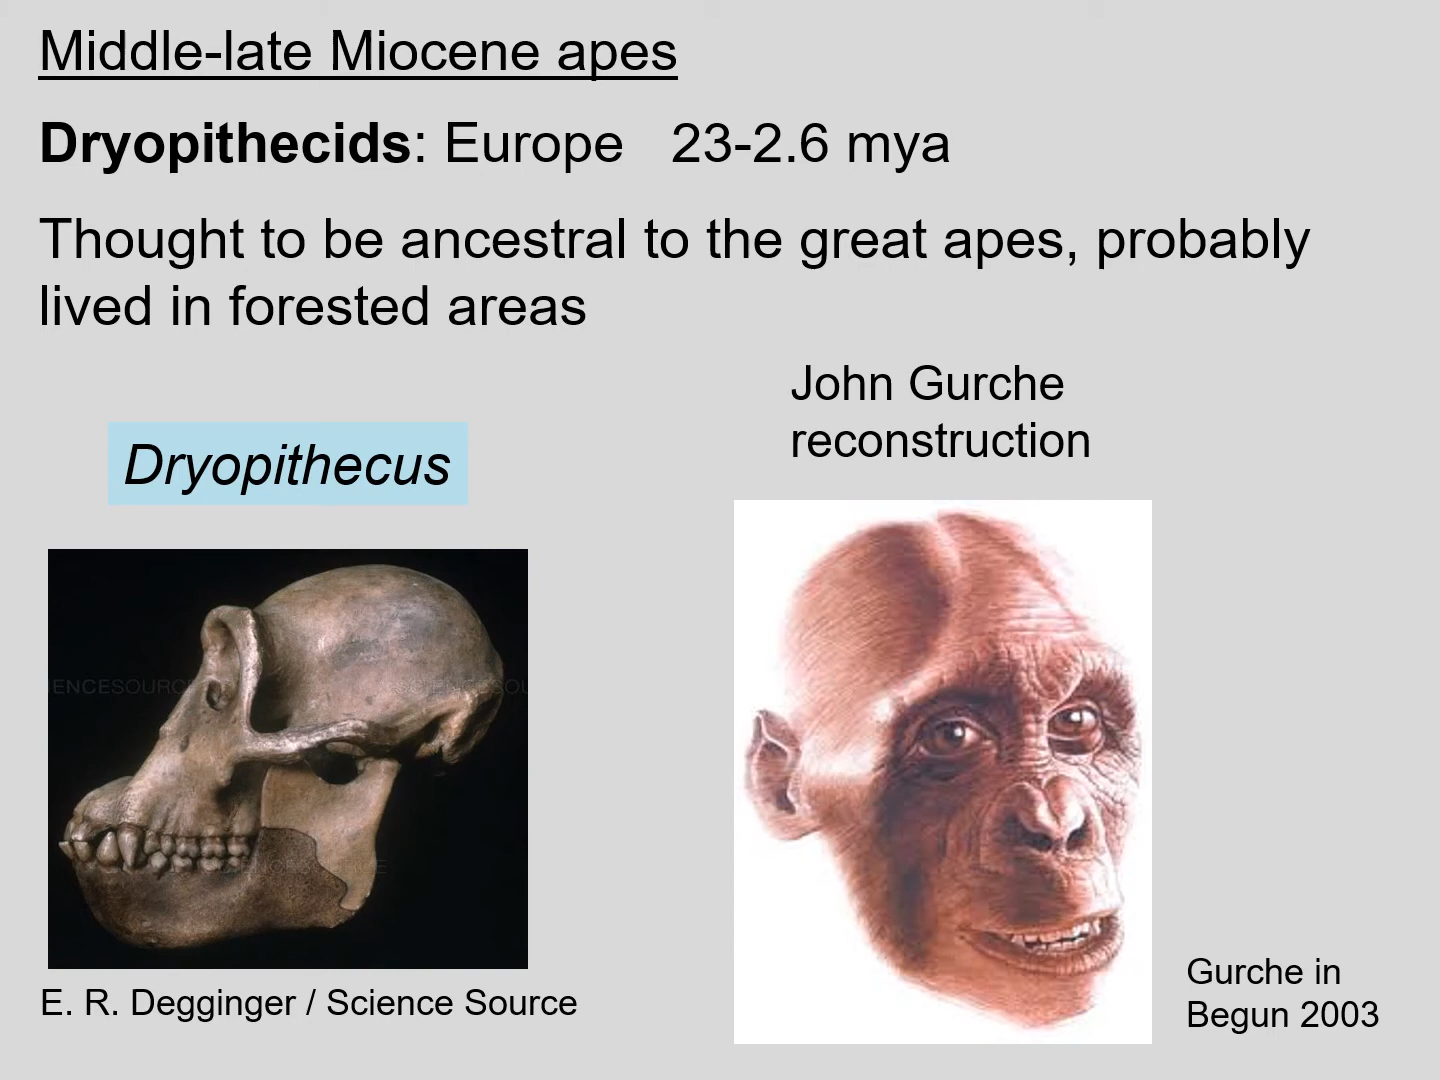 Middle-late Miocene apes
Dryopithecids: Europe   23-2.6 mya
Thought to be ancestral to the great apes, probably
lived in forested areas
John Gurche
reconstruction
Dryopithecus
E. R. Degginger / Science Source
Gurche in
Begun 2003